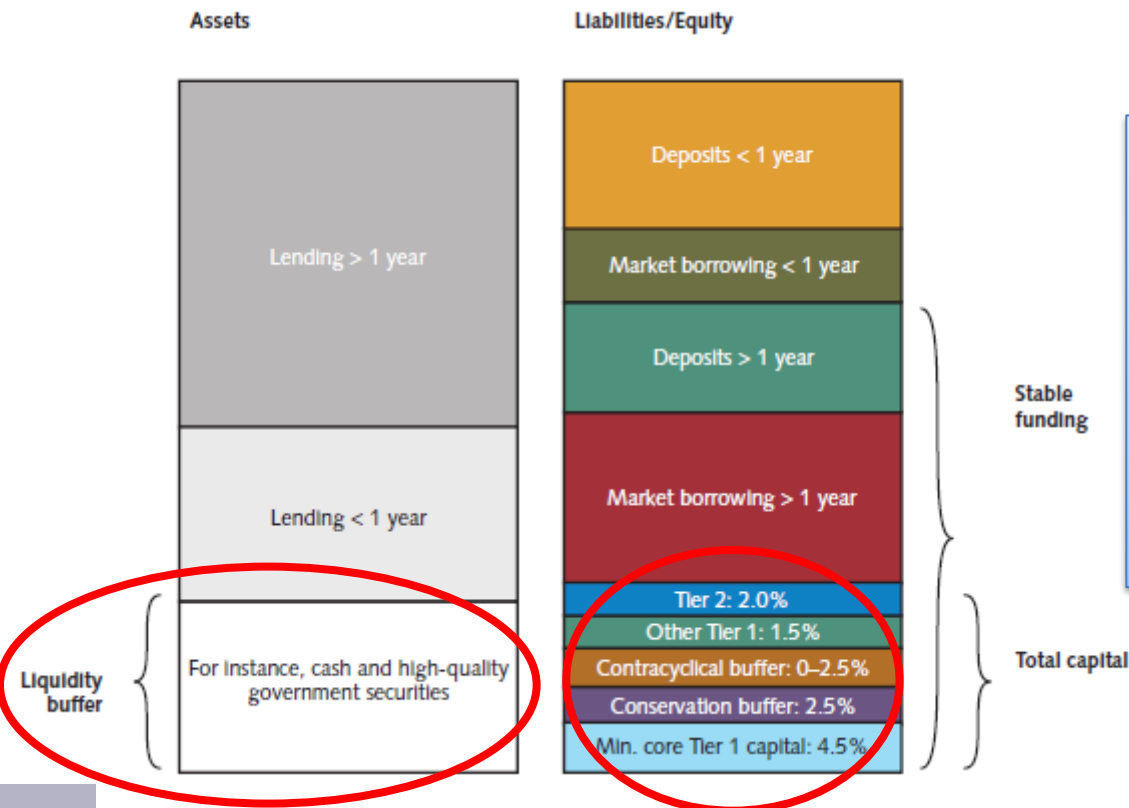 Assets
Liabilities/Equity
Lending > 1 year
Lending < 1 year
For instance, cash and high-quality
government securities
Liquidity
buffer
Deposits < 1 year
Market borrowing < 1 year
Deposits > 1 year
Market borrowing > 1 year
Tier 2: 2.0%
Other Tier 1: 1.5%
Contracyclical buffer: 0–2.5%
Conservation buffer: 2.5%
Min. core Tier 1 capital: 4.5%
Stable
funding
Total capital